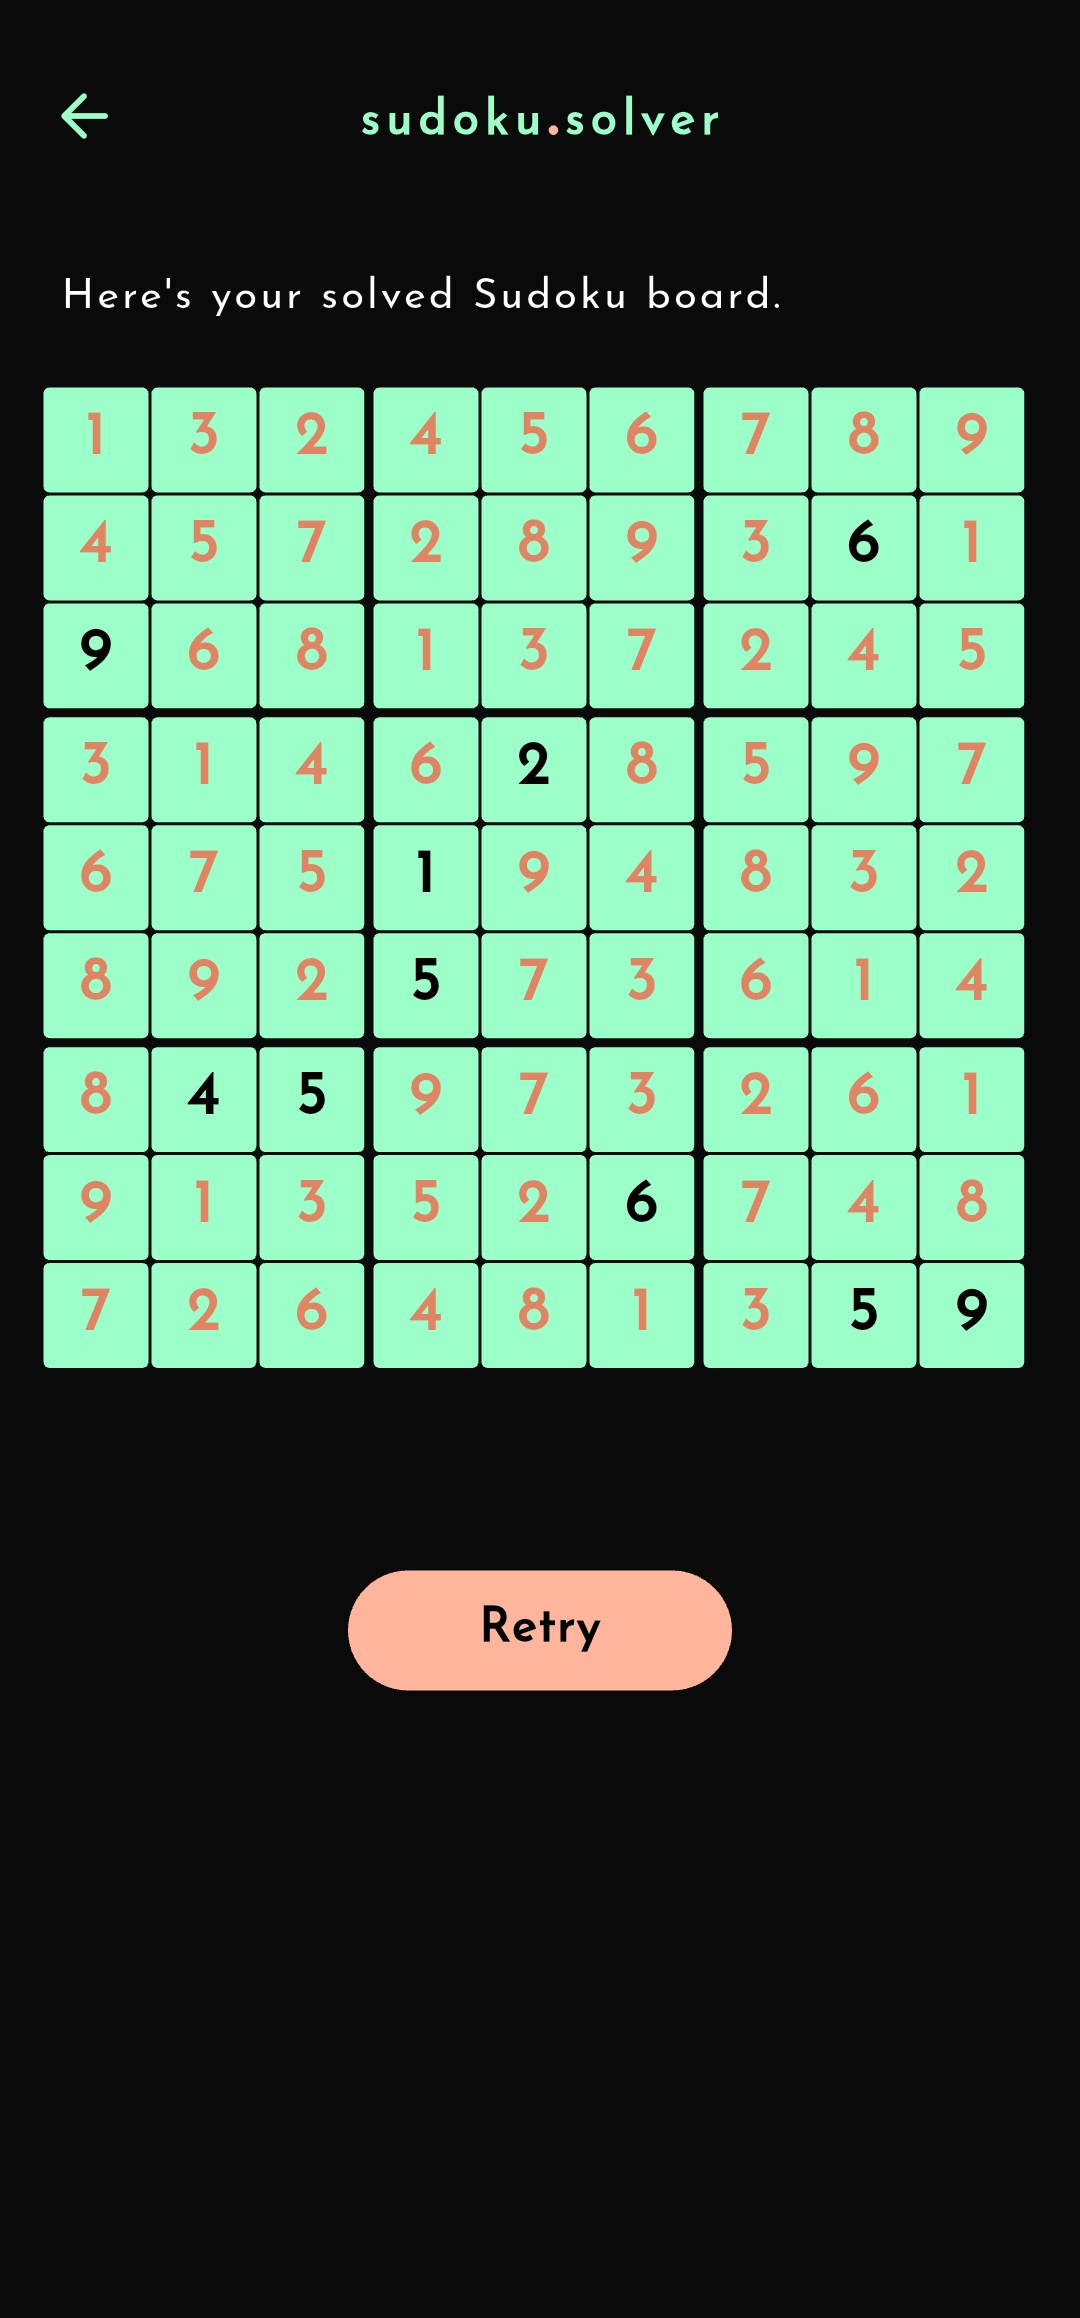 sudoku.solver
Here's your solved Sudoku board.
1 3 2 4 5 6 7 8 9
4 5 7 2 8 9 3 6 1
9 6 8 1 3 7 2 4 5
3 1 4 6 2 8 5 9 7
6 7 5 1 9 4 8 3 2
8 9 2 5 7 3 6 1 4
8 4 5 9 7 3 2 6 1
9 1 3 5 2 6 7 4 8
7 2 6 4 8 1 3 5 9
Retry